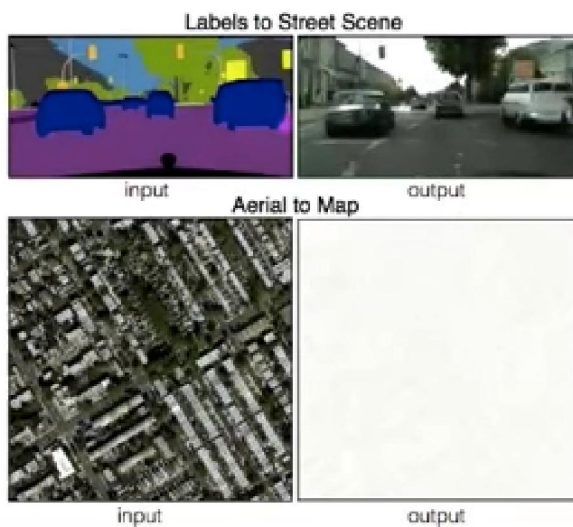 Labels to Street Scene
input
output
Aerial to Map
input
output